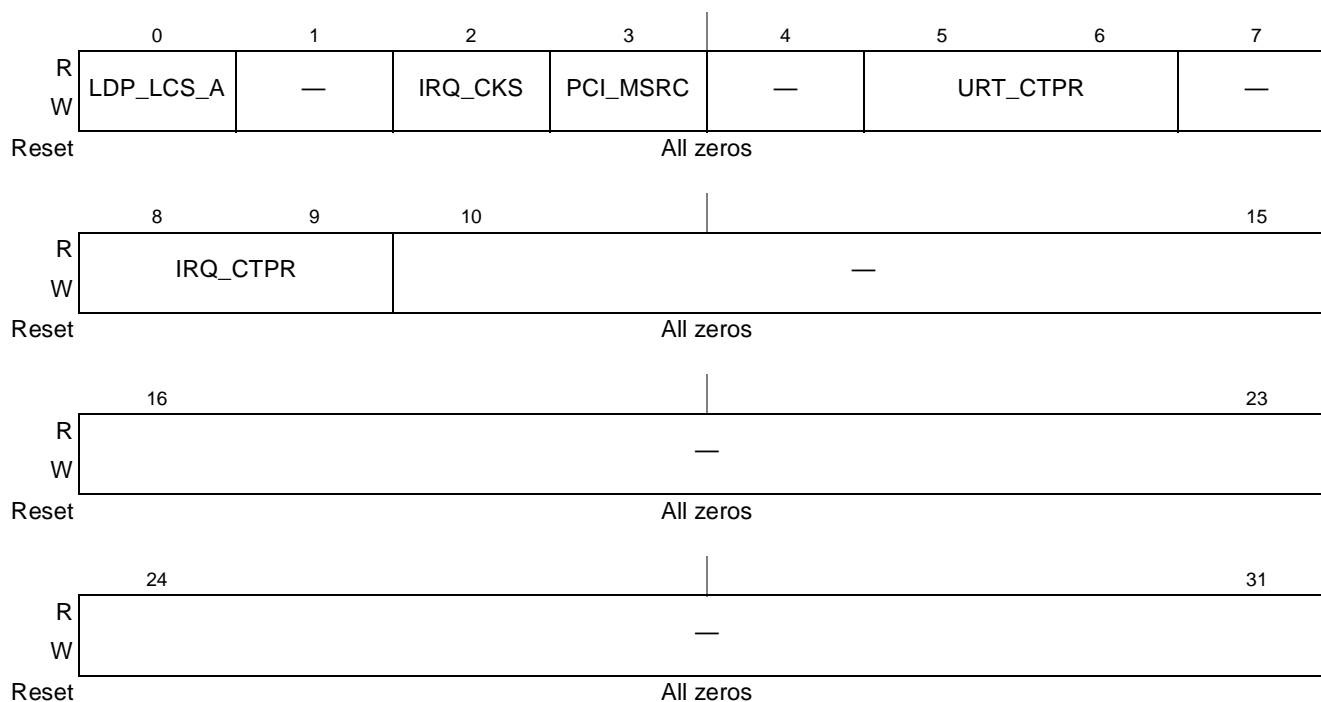 0 1 2 3 4 5 6 7
R LDP_LCS_A — IRQ_CKS PCI_MSRC — URT_CTPR —
W
Reset All zeros
8 9 10 15
R IRQ_CTPR —
W
Reset All zeros
16 23
R —
W
Reset All zeros
24 31
R —
W
Reset All zeros